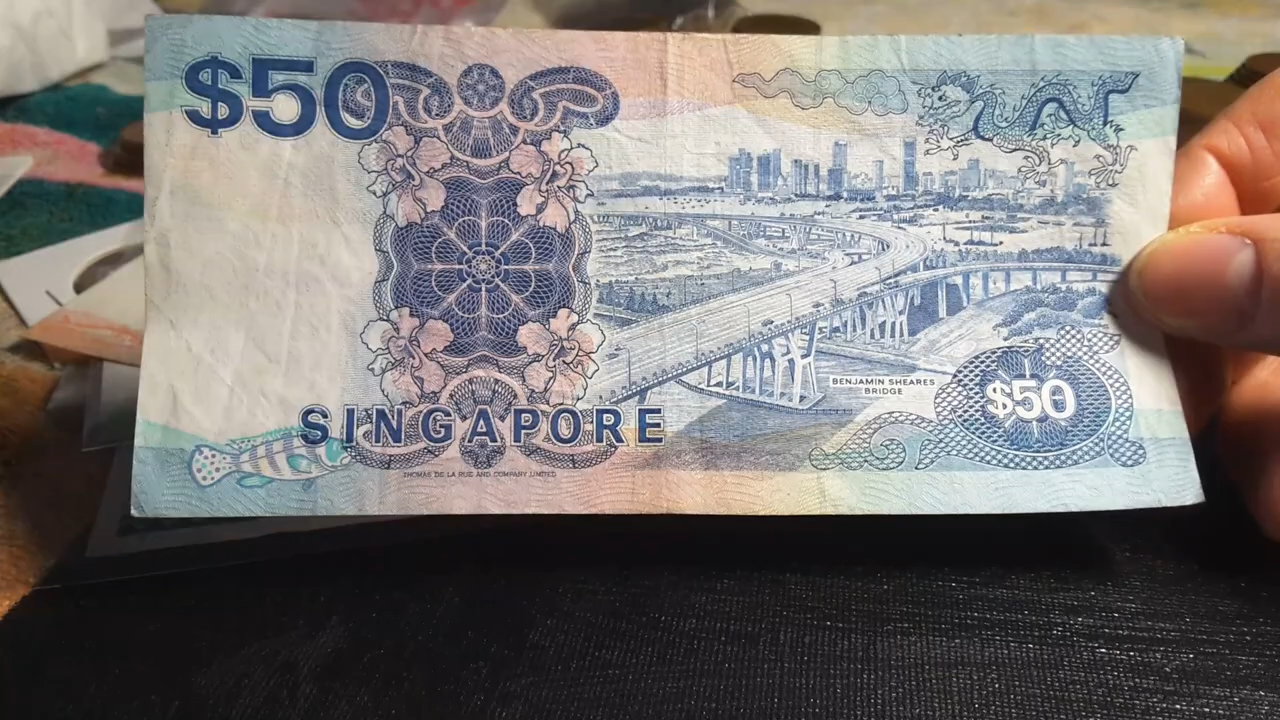 $50
BENJAMIN SHEARES
BRIDGE
$50
SINGAPORE
THOMAS DE LA RUE AND COMPANY LIMITED